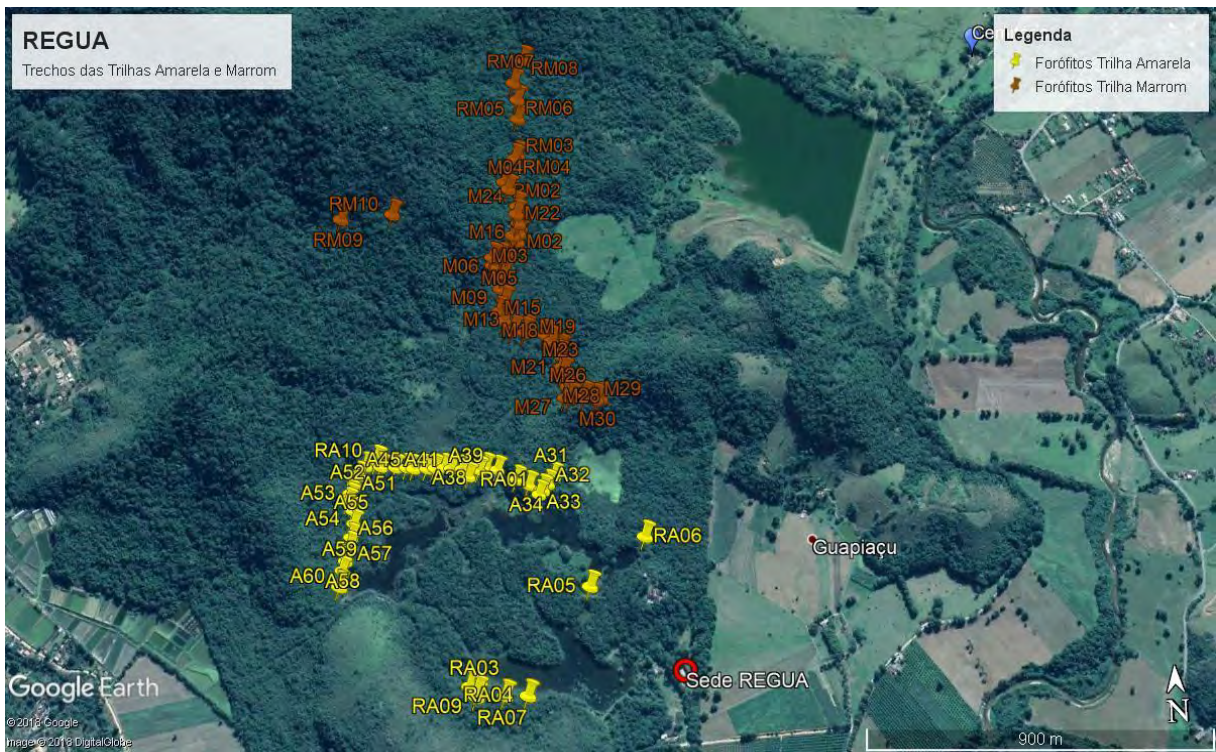 REGUA
Trechos das Trilhas Amarela e Marrom
Legenda
Forófitos Trilha Amarela
Forófitos Trilha Marrom
RM07
RM08
RM05
RM06
RM03
M04
RM04
M24
RM02
RM10
M22
RM09
M16
M02
M03
M06
M05
M09
M15
M13
M18
M19
M23
M21
M26
M28
M29
M27
M30
RA10
A45
A41
A39
A31
A52
A51
A38
RA01
A32
A53
A55
A34
A33
A54
A56
RA06
Guapiaçu
A59
A57
A60
A58
RA05
RA03
Sede REGUA
RA04
RA09
RA07
Google Earth
© 2018 Google
Image © 2018 DigitalGlobe
N
900 m